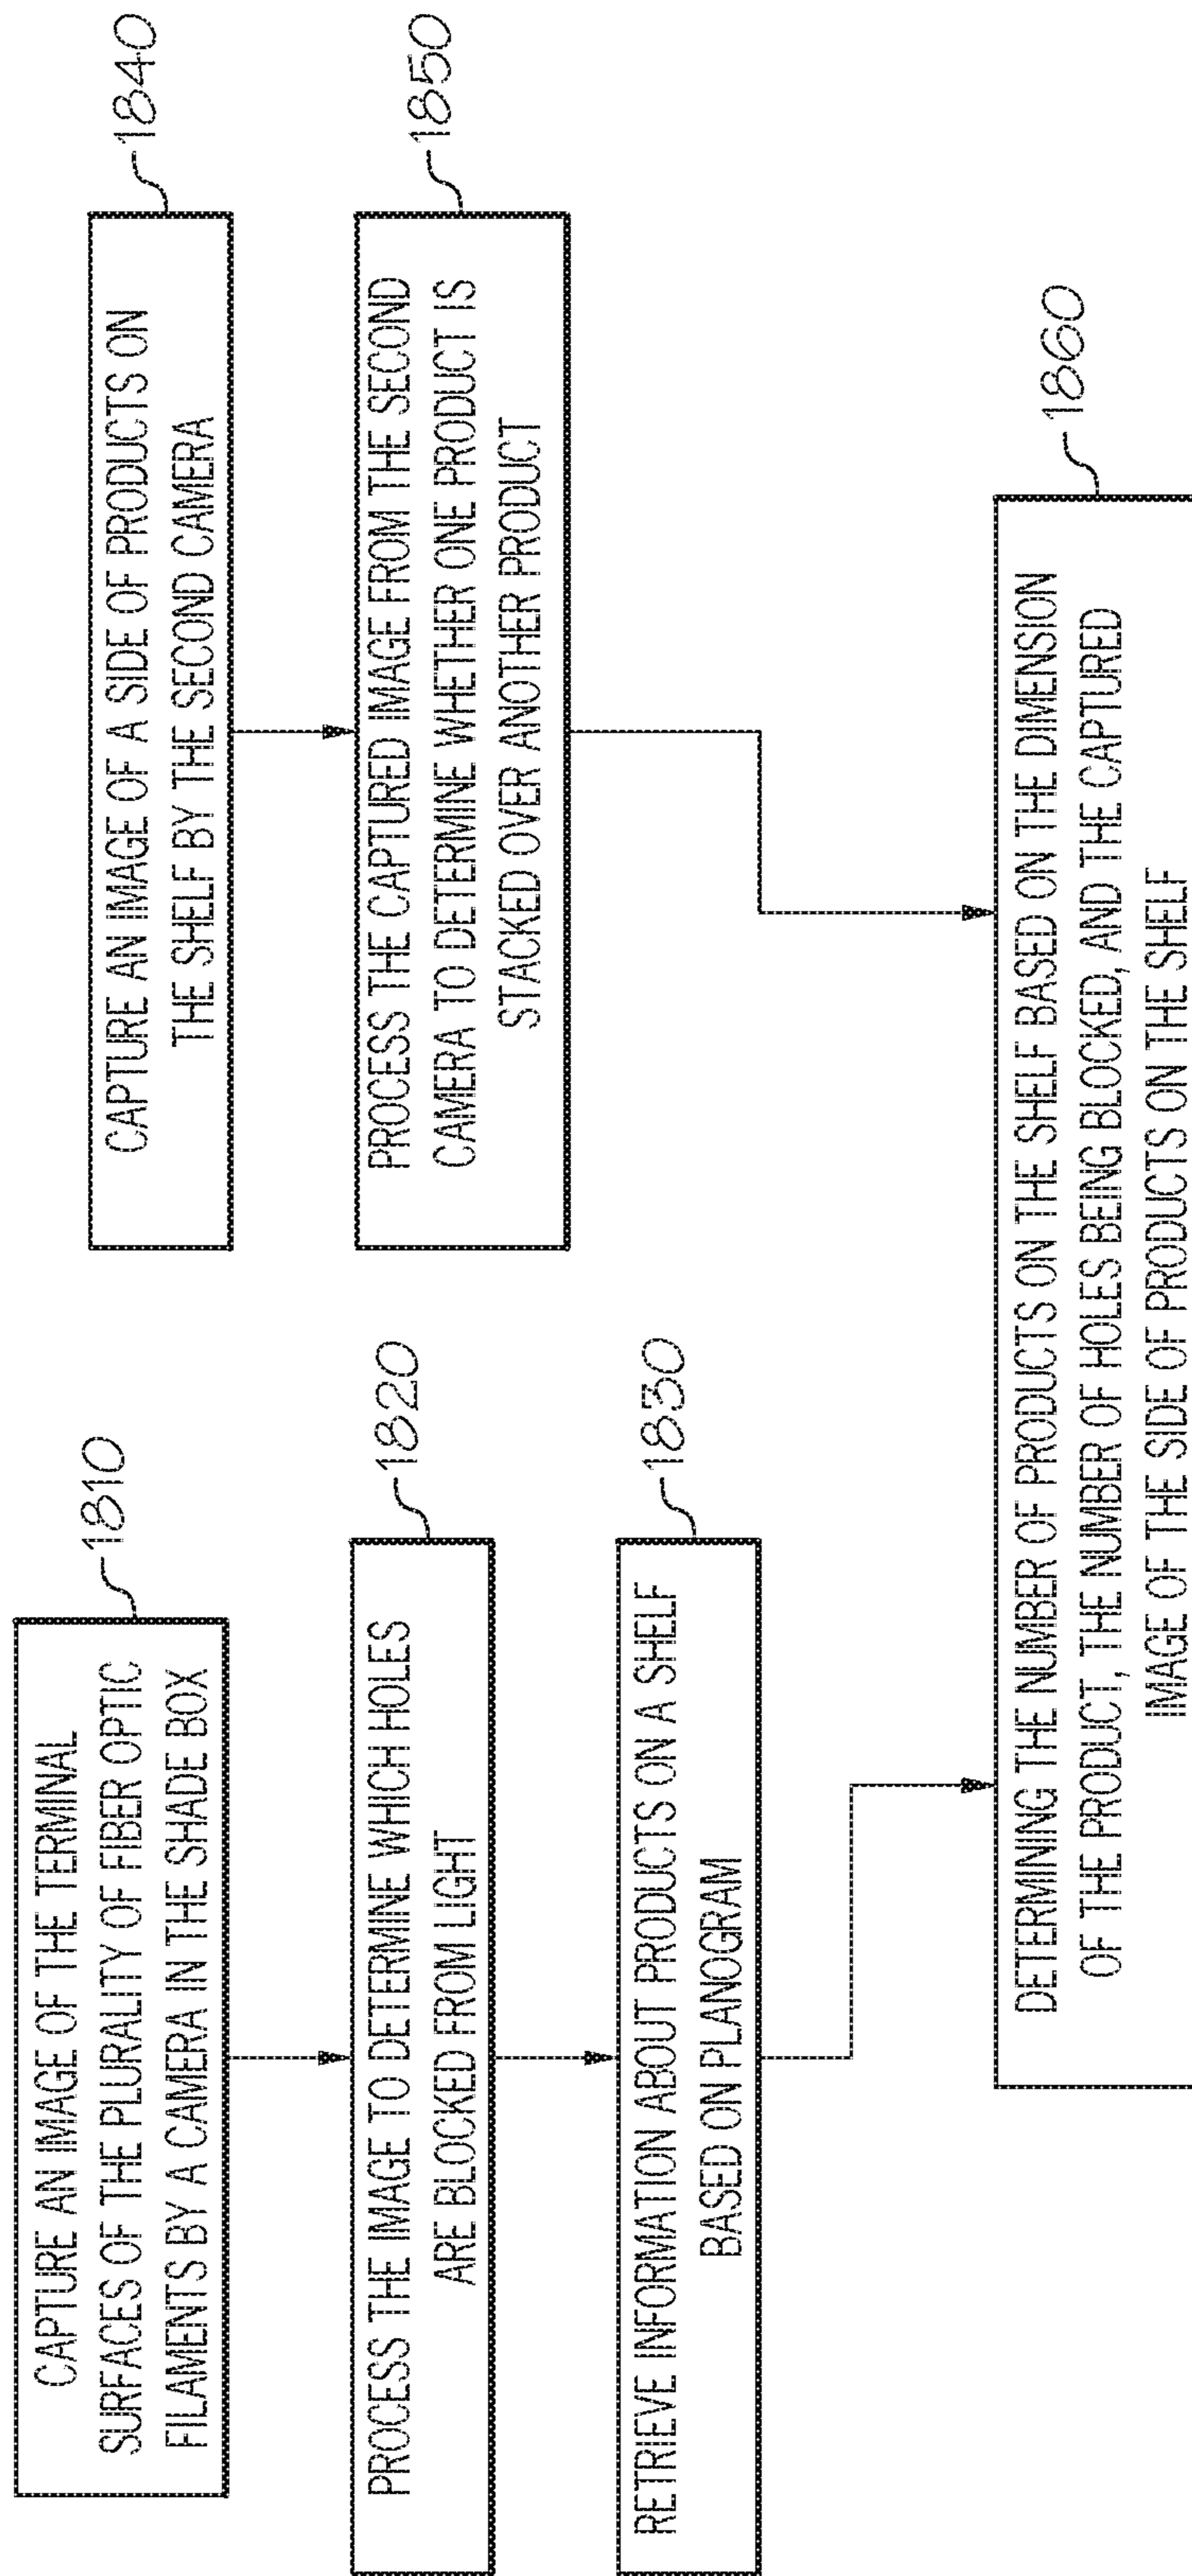 CAPTURE AN IMAGE OF THE TERMINAL
SURFACES OF THE PLURALITY OF FIBER OPTIC
FILAMENTS BY A CAMERA IN THE SHADE BOX
1810
PROCESS THE IMAGE TO DETERMINE WHICH HOLES
ARE BLOCKED FROM LIGHT
1820
RETRIEVE INFORMATION ABOUT PRODUCTS ON A SHELF
BASED ON PLANOGRAM
1830
CAPTURE AN IMAGE OF A SIDE OF PRODUCTS ON
THE SHELF BY THE SECOND CAMERA
1840
PROCESS THE CAPTURED IMAGE FROM THE SECOND
CAMERA TO DETERMINE WHETHER ONE PRODUCT IS
STACKED OVER ANOTHER PRODUCT
1850
DETERMINING THE NUMBER OF PRODUCTS ON THE SHELF BASED ON THE DIMENSION
OF THE PRODUCT, THE NUMBER OF HOLES BEING BLOCKED, AND THE CAPTURED
IMAGE OF THE SIDE OF PRODUCTS ON THE SHELF
1860